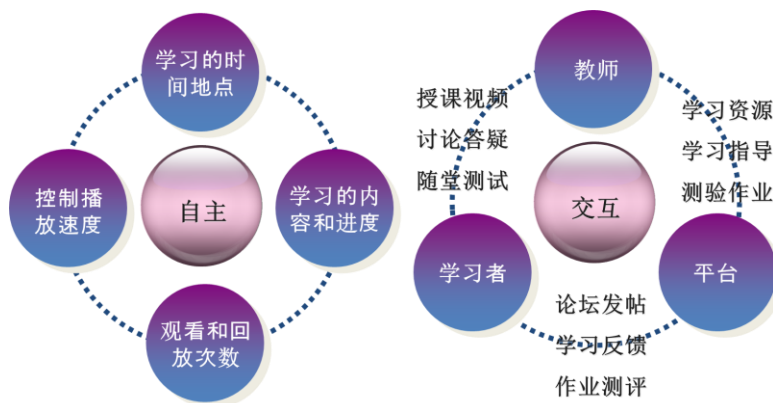 学习的时
间地点
控制播
放速度
自主
学习的内
容和进度
观看和回
放次数
教师
授课视频
讨论答疑
随堂测试
学习资源
学习指导
测验作业
交互
学习者
平台
论坛发帖
学习反馈
作业测评